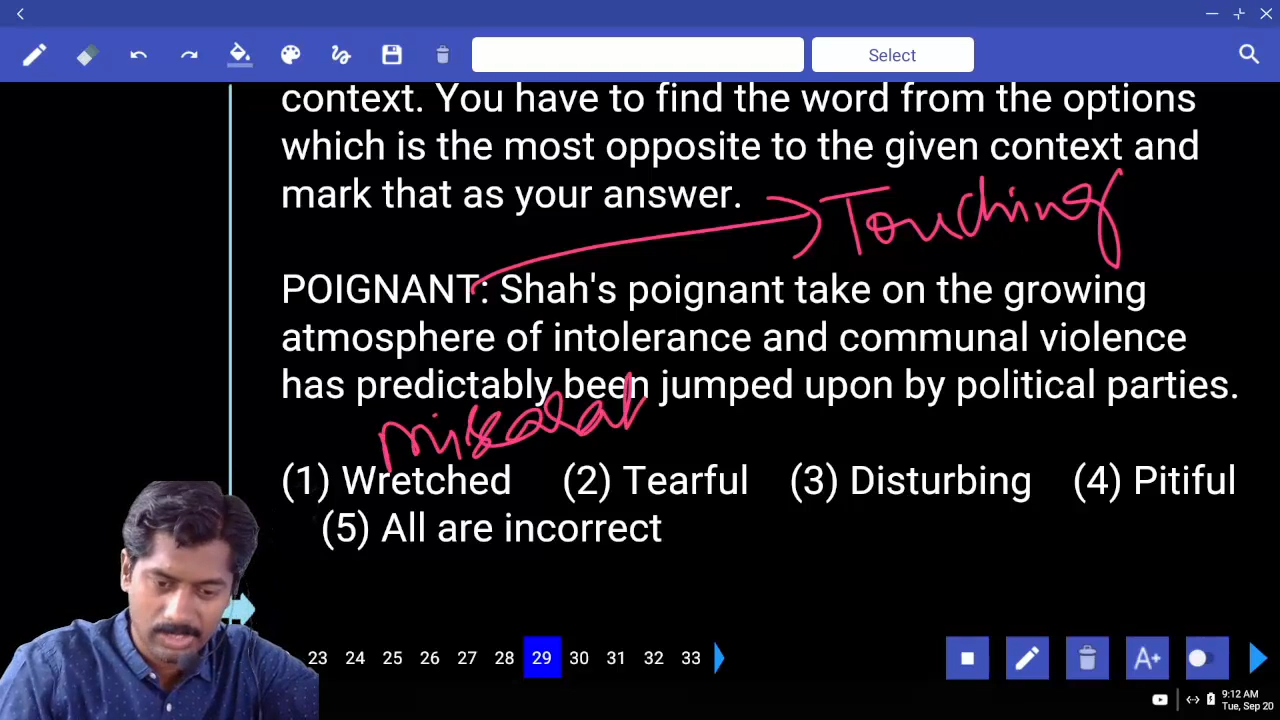 Select
context. You have to find the word from the options
which is the most opposite to the given context and
mark that as your answer.
Touching
POIGNANT: Shah's poignant take on the growing
atmosphere of intolerance and communal violence
has predictably been jumped upon by political parties.
(1) Wretched (2) Tearful (3) Disturbing (4) Pitiful
(5) All are incorrect
23 24 25 26 27 28 29 30 31 32 33
A+
9:12 AM
Tue, Sep 20